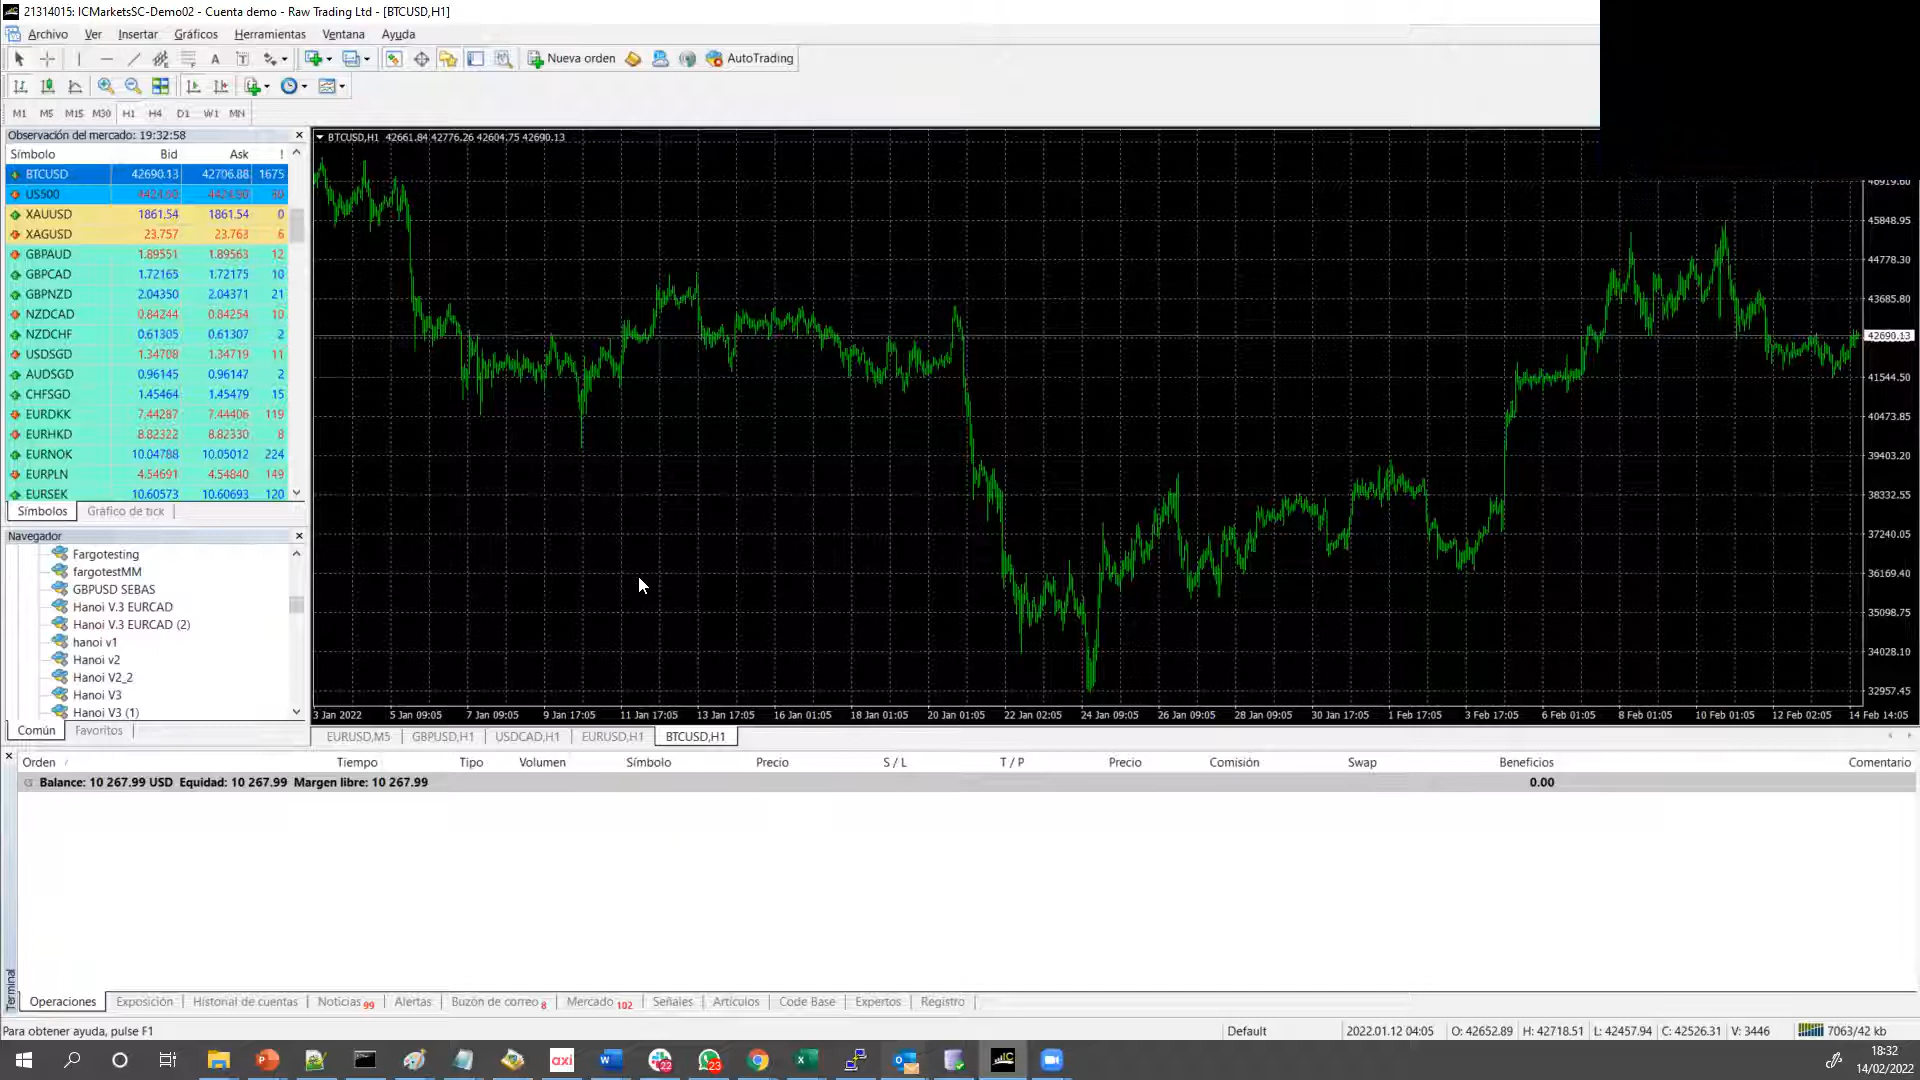 21314015: ICMarketsSC-Demo02 - Cuenta demo - Raw Trading Ltd - [BTCUSD,H1]
Archivo Ver Insertar Gráficos Herramientas Ventana Ayuda
A T Nueva orden AutoTrading
M1 M5 M15 M30 H1 H4 D1 W1 MN
Observación del mercado: 19:32:58
Símbolo Bid Ask !
BTCUSD 42690.13 42706.88 1675
US500 4424.50
XAUUSD 1861.54 1861.54 0
XAGUSD 23.757 23.763 6
GBPAUD 1.89551 1.89563 12
GBPCAD 1.72165 1.72175 10
GBPNZD 2.04350 2.04371 21
NZDCAD 0.84244 0.84254 10
NZDCHF 0.61305 0.61307 2
USDSGD 1.34708 1.34719 11
AUDSGD 0.96145 0.96147 2
CHFSGD 1.45464 1.45479 15
EURDKK 7.44287 7.44406 119
EURHKD 8.82322 8.82330 8
EURNOK 10.04788 10.05012 224
EURPLN 4.54691 4.54840 149
EURSEK 10.60573 10.60693 120
Símbolos Gráfico de tick
Navegador
Fargotesting
fargotestMM
GBPUSD SEBAS
Hanoi V.3 EURCAD
Hanoi V.3 EURCAD (2)
hanoi v1
Hanoi v2
Hanoi V2_2
Hanoi V3
Hanoi V3 (1)
Común Favoritos
BTCUSD,H1 42661.84 42776.26 42604.75 42690.13
46919.60
45848.95
44778.30
43685.80
42690.13
41544.50
40473.85
39403.20
38332.55
37240.05
36169.40
35098.75
34028.10
32957.45
3 Jan 2022 5 Jan 09:05 7 Jan 09:05 9 Jan 17:05 11 Jan 17:05 13 Jan 17:05 16 Jan 01:05 18 Jan 01:05 20 Jan 01:05 22 Jan 02:05 24 Jan 09:05 26 Jan 09:05 28 Jan 09:05 30 Jan 17:05 1 Feb 17:05 3 Feb 17:05 6 Feb 01:05 8 Feb 01:05 10 Feb 01:05 12 Feb 02:05 14 Feb 14:05
EURUSD,M5 GBPUSD,H1 USDCAD,H1 EURUSD,H1 BTCUSD,H1
Orden Tiempo Tipo Volumen Símbolo Precio S / L T / P Precio Comisión Swap Beneficios Comentario
Balance: 10 267.99 USD Equidad: 10 267.99 Margen libre: 10 267.99 0.00
Terminal
Operaciones Exposición Historial de cuentas Noticias 99 Alertas Buzón de correo 8 Mercado 102 Señales Artículos Code Base Expertos Registro
Para obtener ayuda, pulse F1 Default 2022.01.12 04:05 O: 42652.89 H: 42718.51 L: 42457.94 C: 42526.31 V: 3446 7063/42 kb
axi 22 23 IC
18:32
14/02/2022